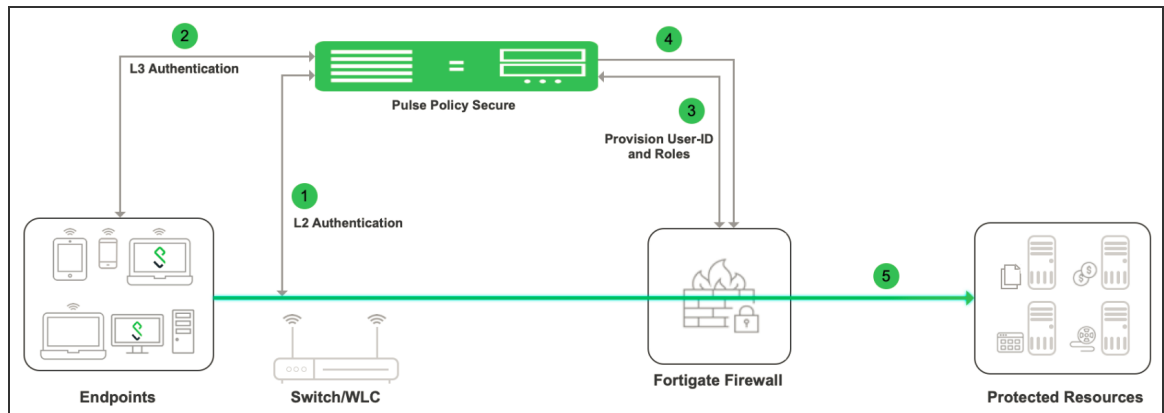 2
L3 Authentication
Pulse Policy Secure
4
3
Provision User-ID
and Roles
1
L2 Authentication
5
Endpoints
Switch/WLC
Fortigate Firewall
Protected Resources